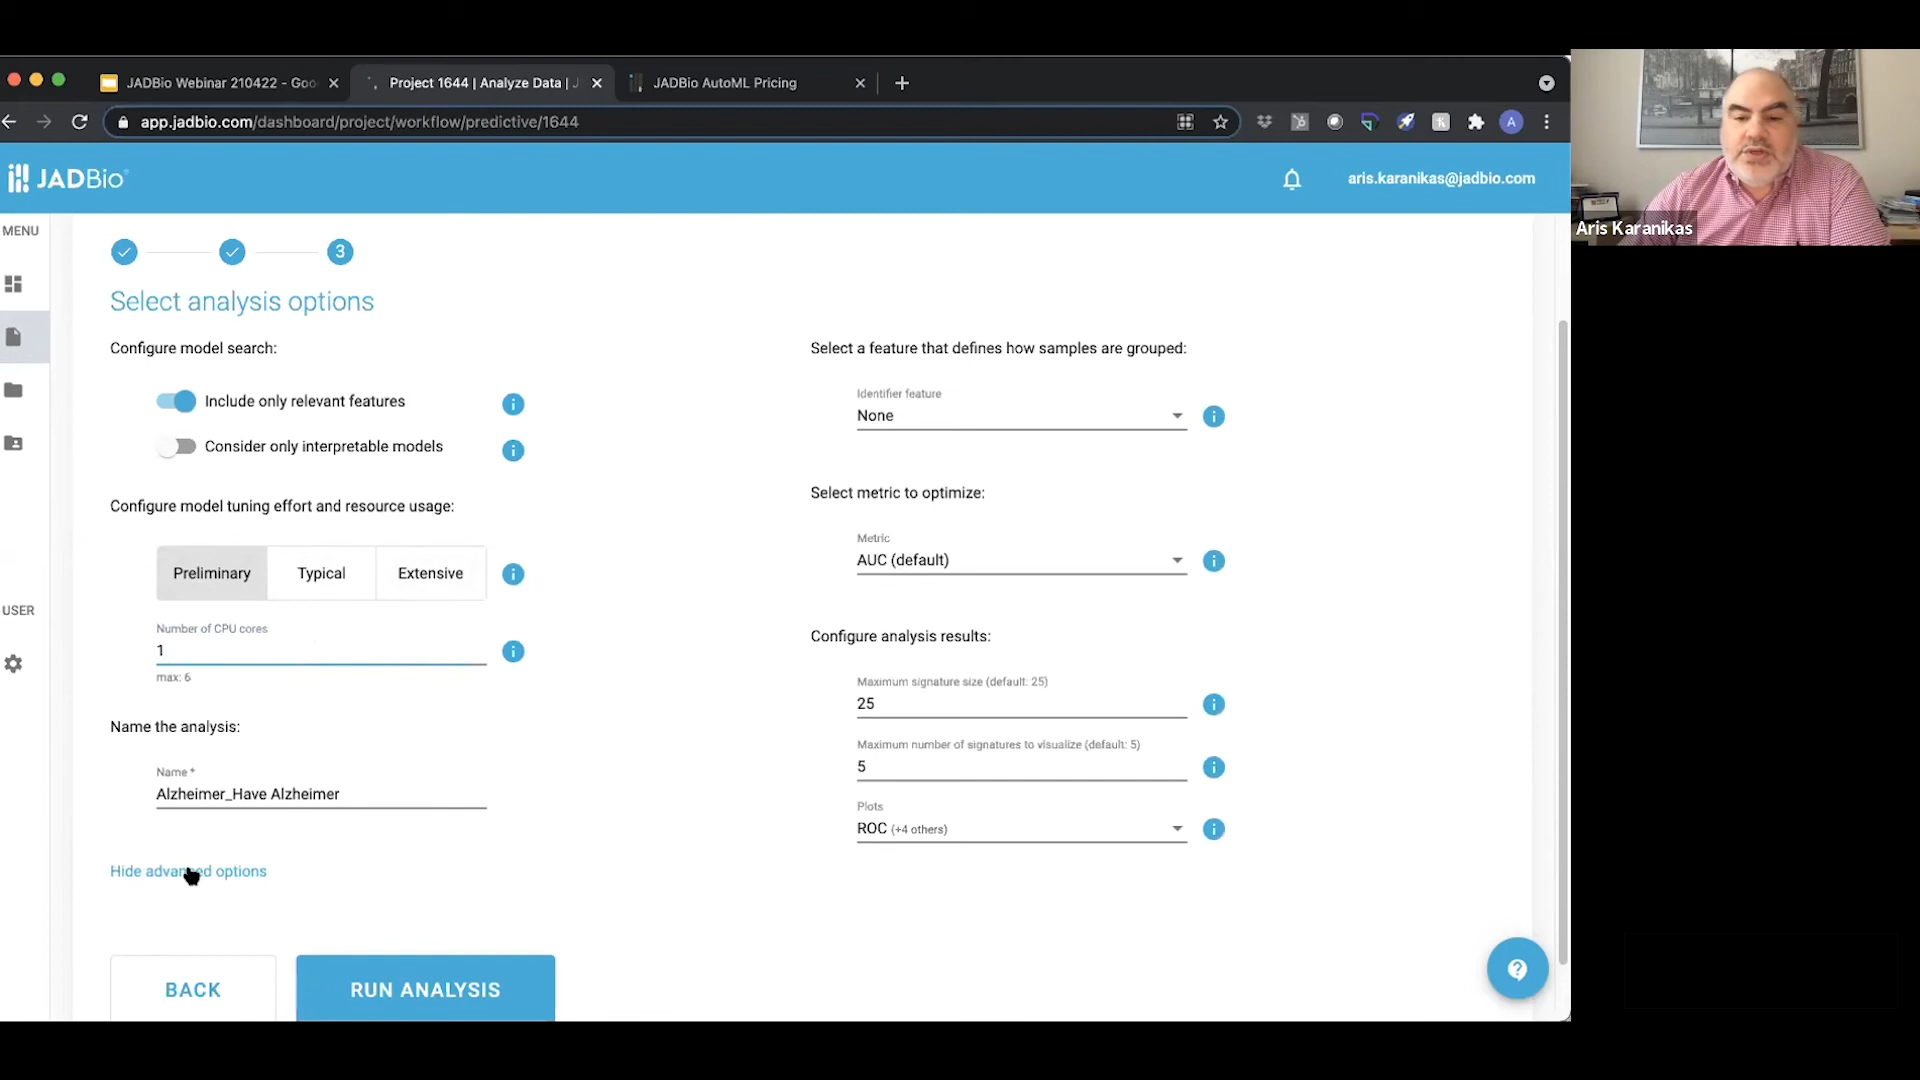 JADBio Webinar 210422 - Goo
Project 1644 | Analyze Data | J
JADBio AutoML Pricing
app.jadbio.com/dashboard/project/workflow/predictive/1644
A
JADBio
aris.karanikas@jadbio.com
Aris Karanikas
MENU
3
Select analysis options
Configure model search:
Include only relevant features
Consider only interpretable models
Configure model tuning effort and resource usage:
Preliminary
Typical
Extensive
Number of CPU cores
1
max: 6
Name the analysis:
Name *
Alzheimer_Have Alzheimer
Hide advanced options
BACK
RUN ANALYSIS
USER
Select a feature that defines how samples are grouped:
Identifier feature
None
Select metric to optimize:
Metric
AUC (default)
Configure analysis results:
Maximum signature size (default: 25)
25
Maximum number of signatures to visualize (default: 5)
5
Plots
ROC (+4 others)